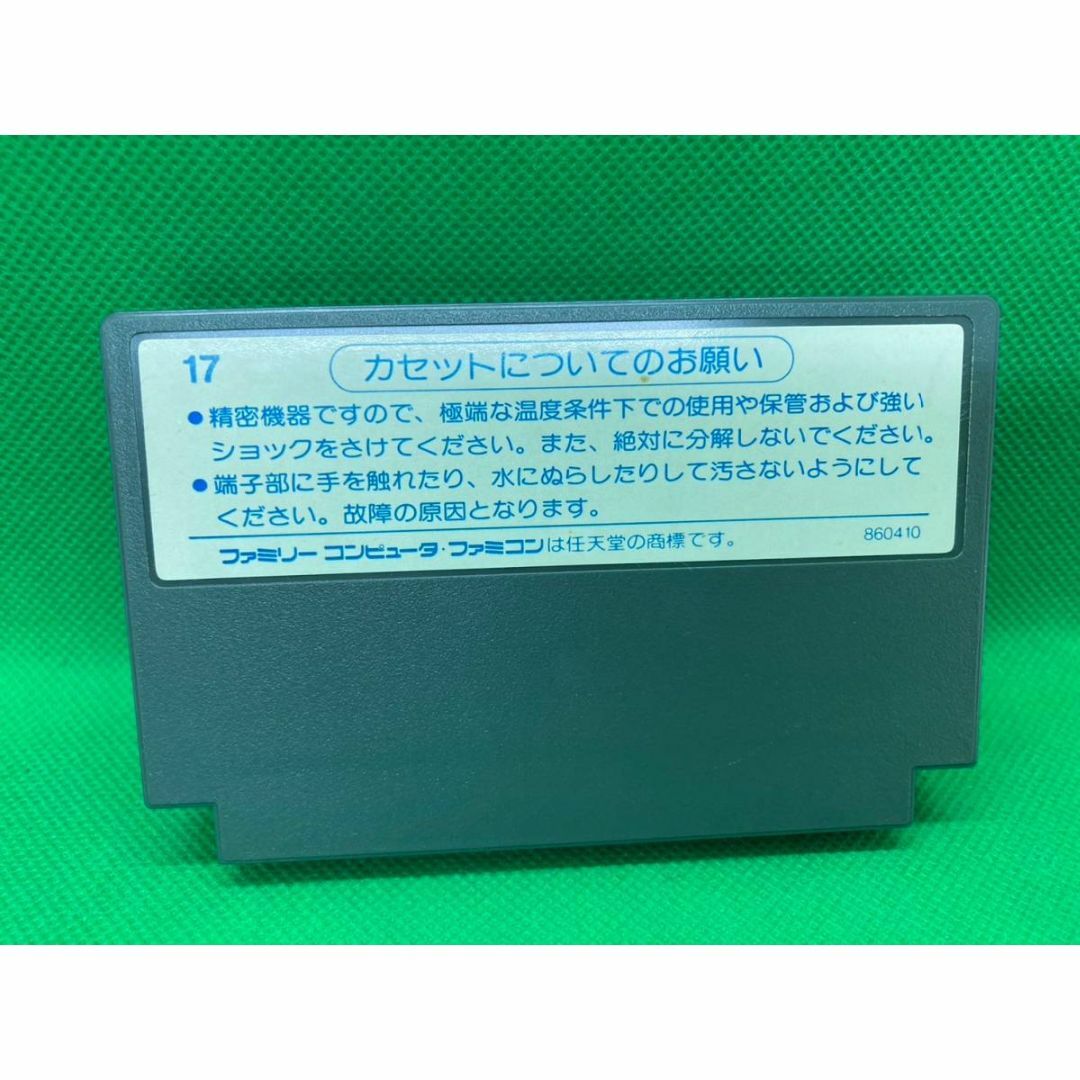 17
カセットについてのお願い
●精密機器ですので、極端な温度条件下での使用や保管および強い
ショックをさけてください。また、絶対に分解しないでください。
●端子部に手を触れたり、水にぬらしたりして汚さないようにして
ください。故障の原因となります。
ファミリー コンピュータ・ファミコンは任天堂の商標です。
860410